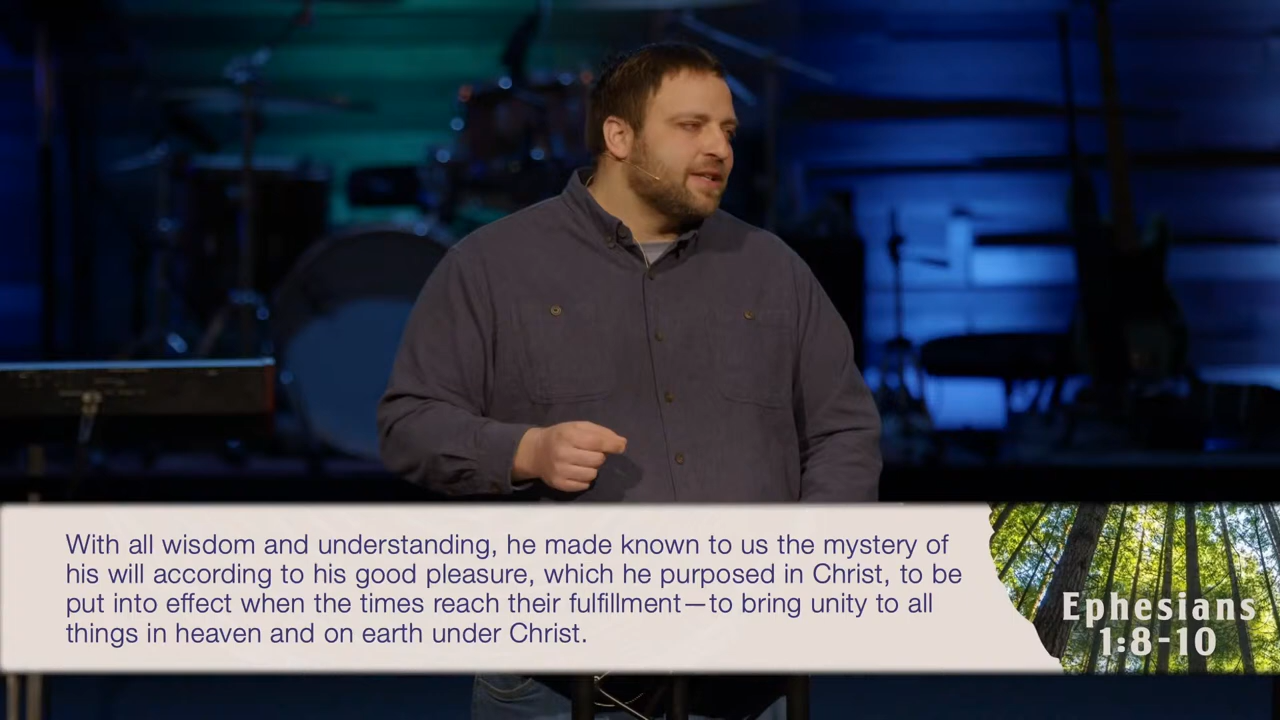 With all wisdom and understanding, he made known to us the mystery of
his will according to his good pleasure, which he purposed in Christ, to be
put into effect when the times reach their fulfillment—to bring unity to all
things in heaven and on earth under Christ.
Ephesians
1:8-10